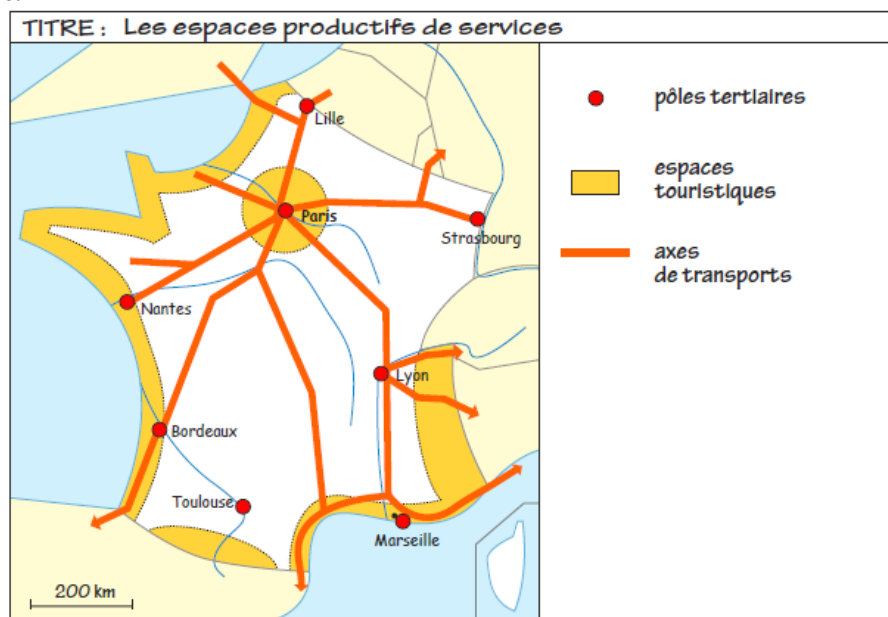 TITRE : Les espaces productifs de services
Lille
Paris
Strasbourg
Nantes
Lyon
Bordeaux
Toulouse
Marseille
200 km
pôles tertiaires
espaces
touristiques
axes
de transports